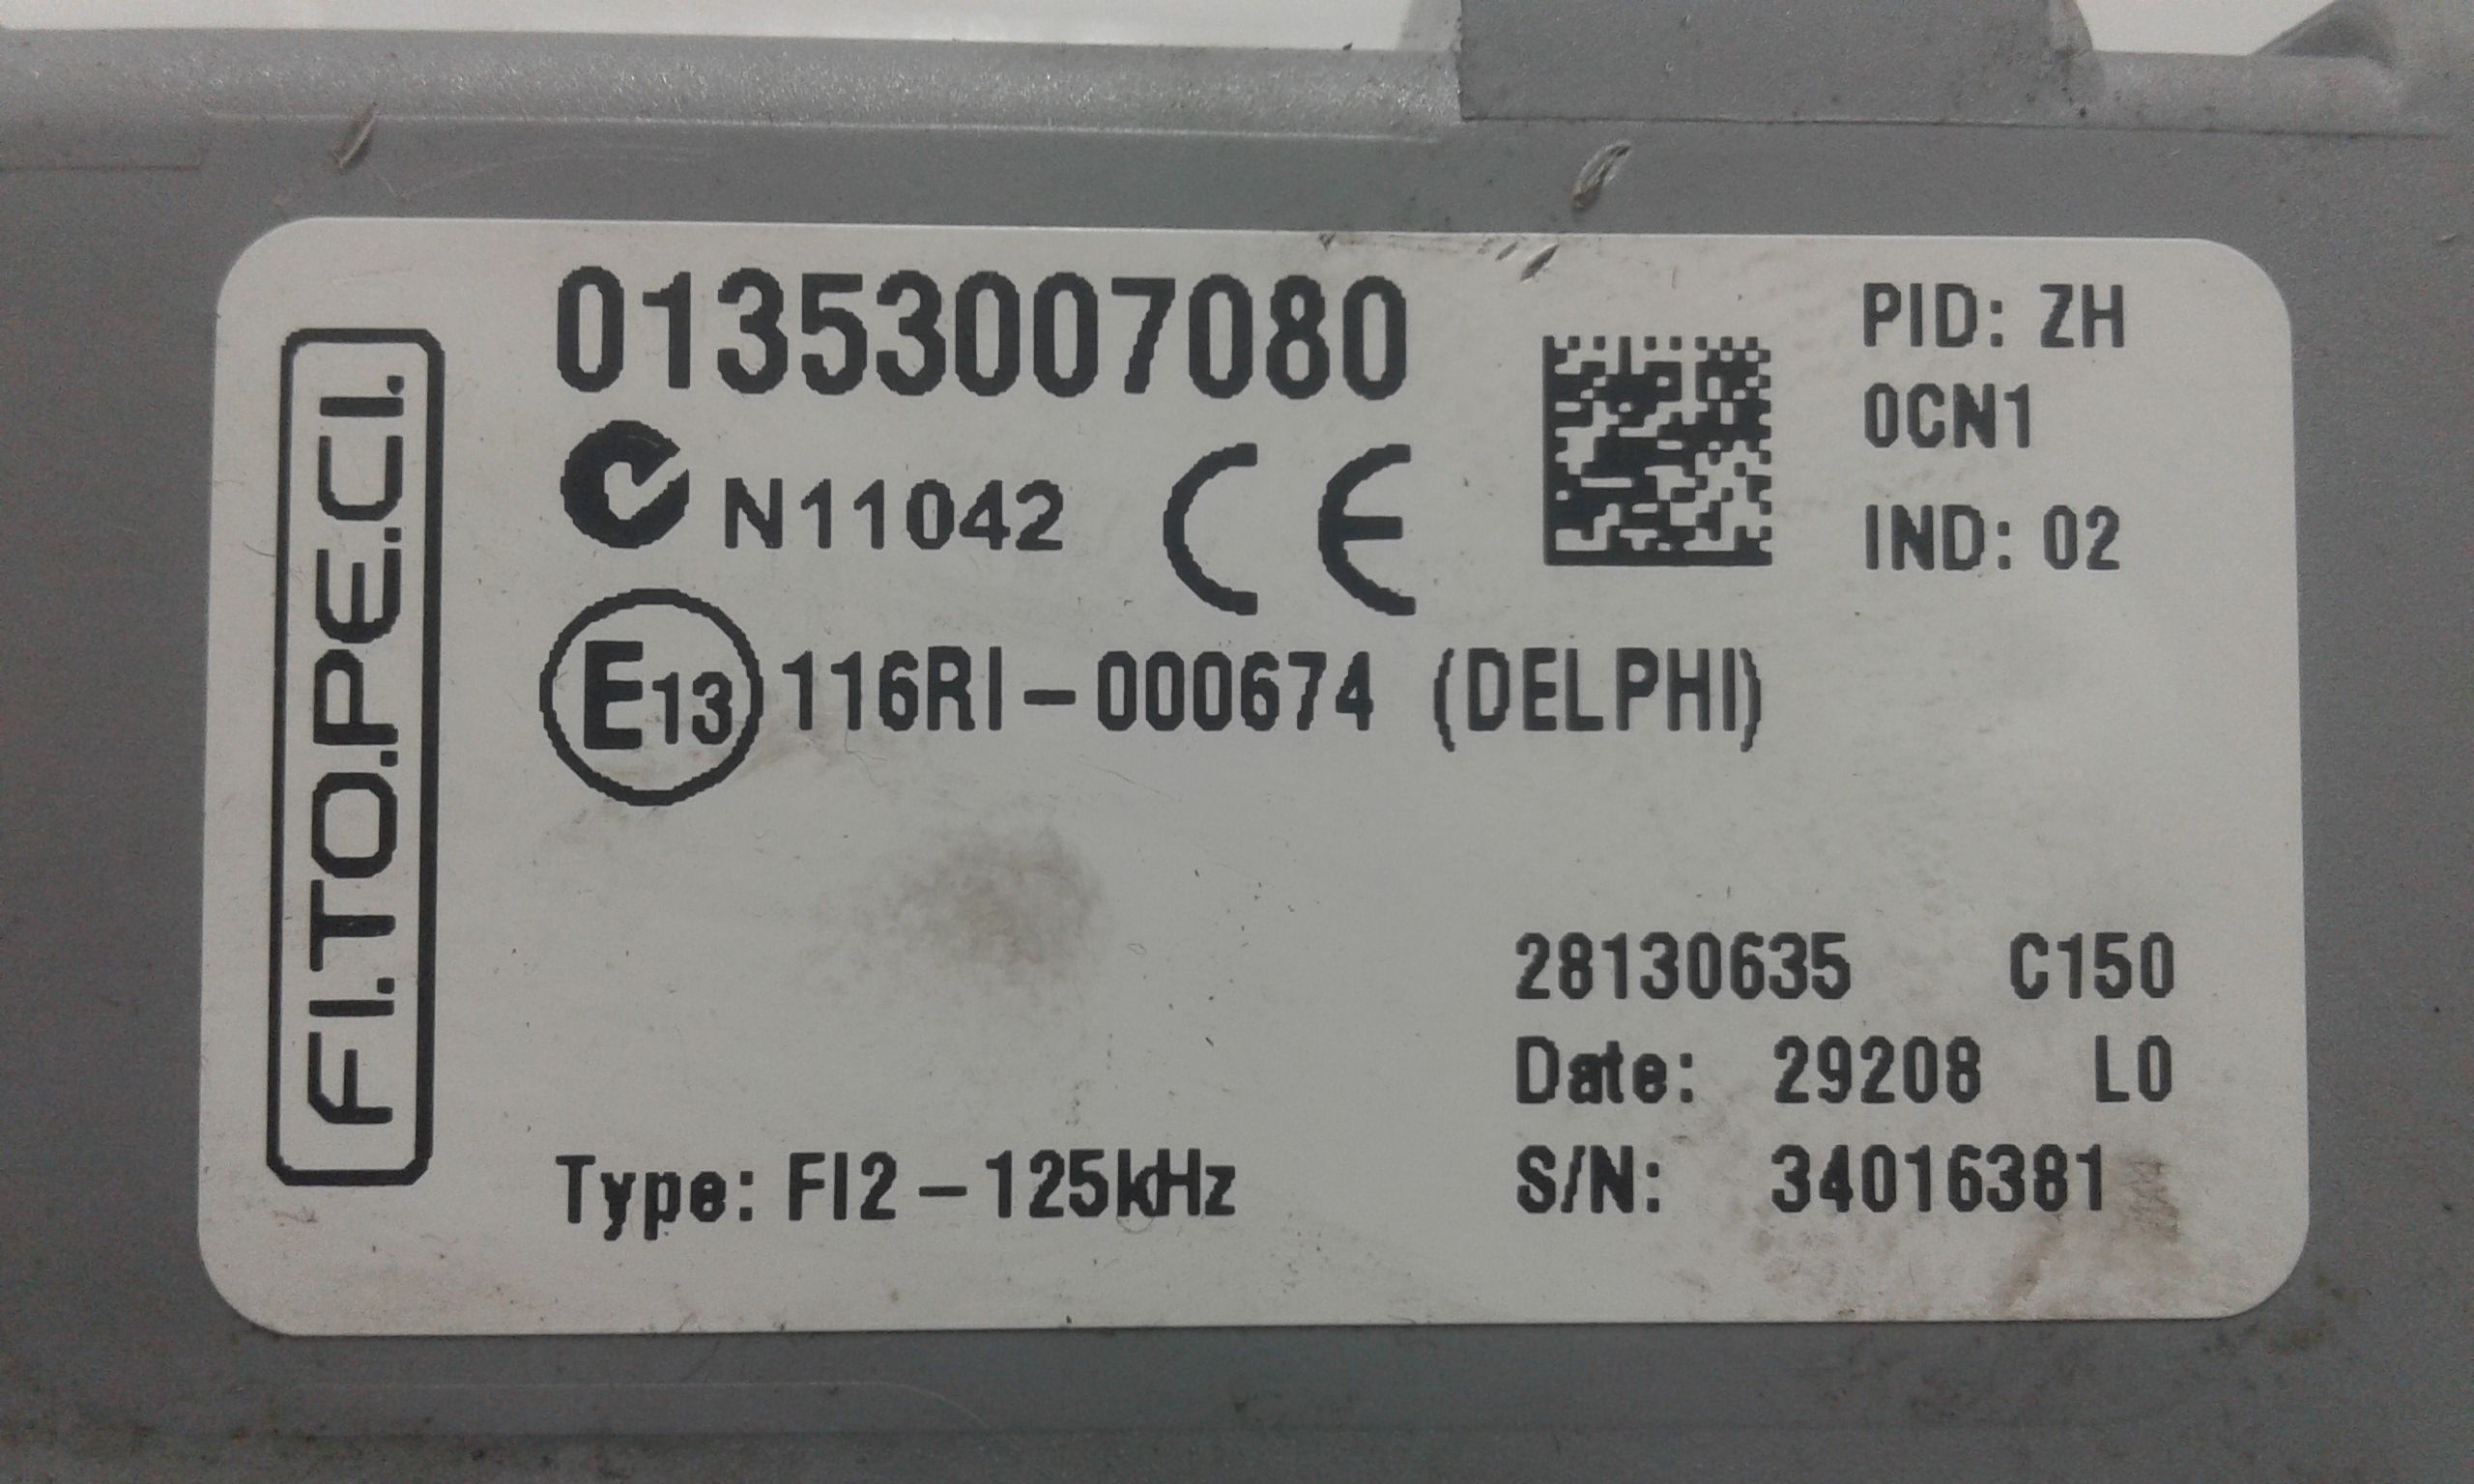 FI.TO.PE.CI.
01353007080
N11042 CE
E13 116RI-000674 (DELPHI)
PID: ZH
0CN1
IND: 02
28130635 C150
Date: 29208 L0
S/N: 34016381
Type: FI2-125kHz